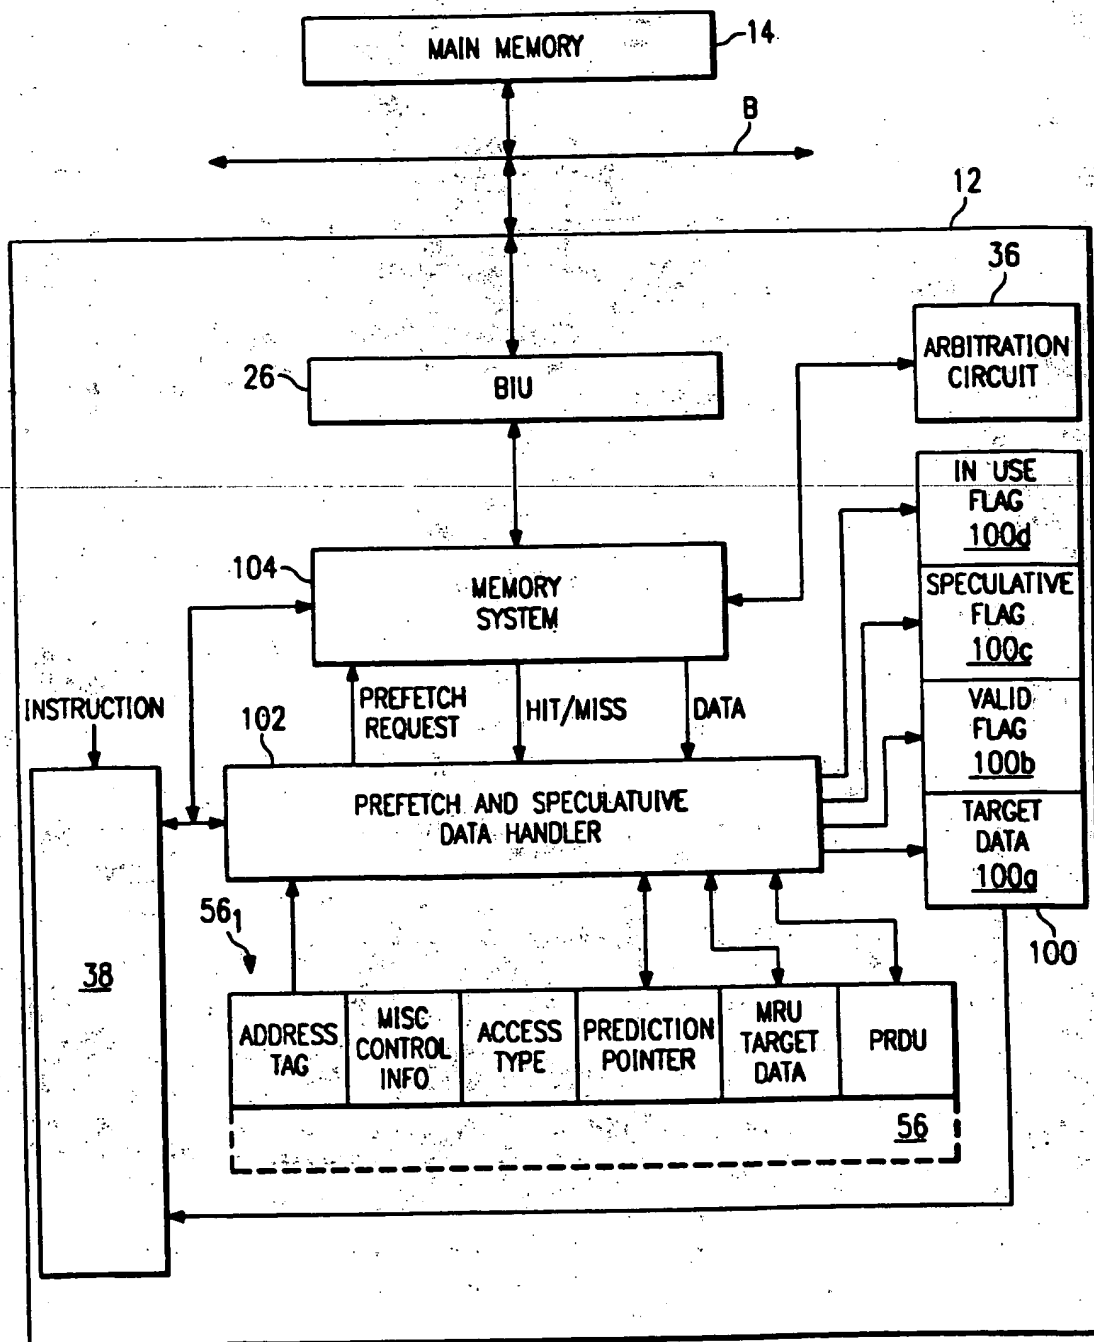 MAIN MEMORY
14
B
12
36
ARBITRATION
CIRCUIT
26
BIU
IN USE
FLAG
100d
104
MEMORY
SYSTEM
SPECULATIVE
FLAG
100c
INSTRUCTION
102
PREFETCH
REQUEST
HIT/MISS
DATA
VALID
FLAG
100b
PREFETCH AND SPECULATUIVE
DATA HANDLER
TARGET
DATA
100a
100
38
56₁
ADDRESS
TAG
MISC
CONTROL
INFO
ACCESS
TYPE
PREDICTION
POINTER
MRU
TARGET
DATA
PRDU
56